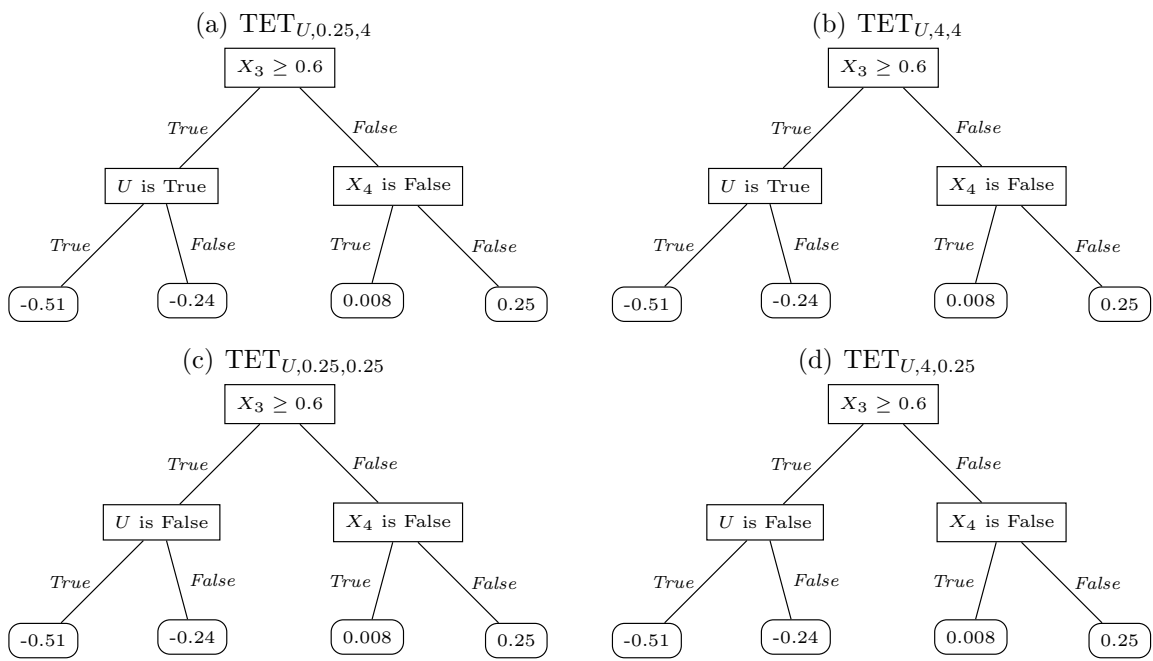 (a) TET_{U,0.25,4} (b) TET_{U,4,4}
X_3 ≥ 0.6 X_3 ≥ 0.6
True False True False
U is True X_4 is False U is True X_4 is False
True False True False True False True False
-0.51 -0.24 0.008 0.25 -0.51 -0.24 0.008 0.25
(c) TET_{U,0.25,0.25} (d) TET_{U,4,0.25}
X_3 ≥ 0.6 X_3 ≥ 0.6
True False True False
U is False X_4 is False U is False X_4 is False
True False True False True False True False
-0.51 -0.24 0.008 0.25 -0.51 -0.24 0.008 0.25